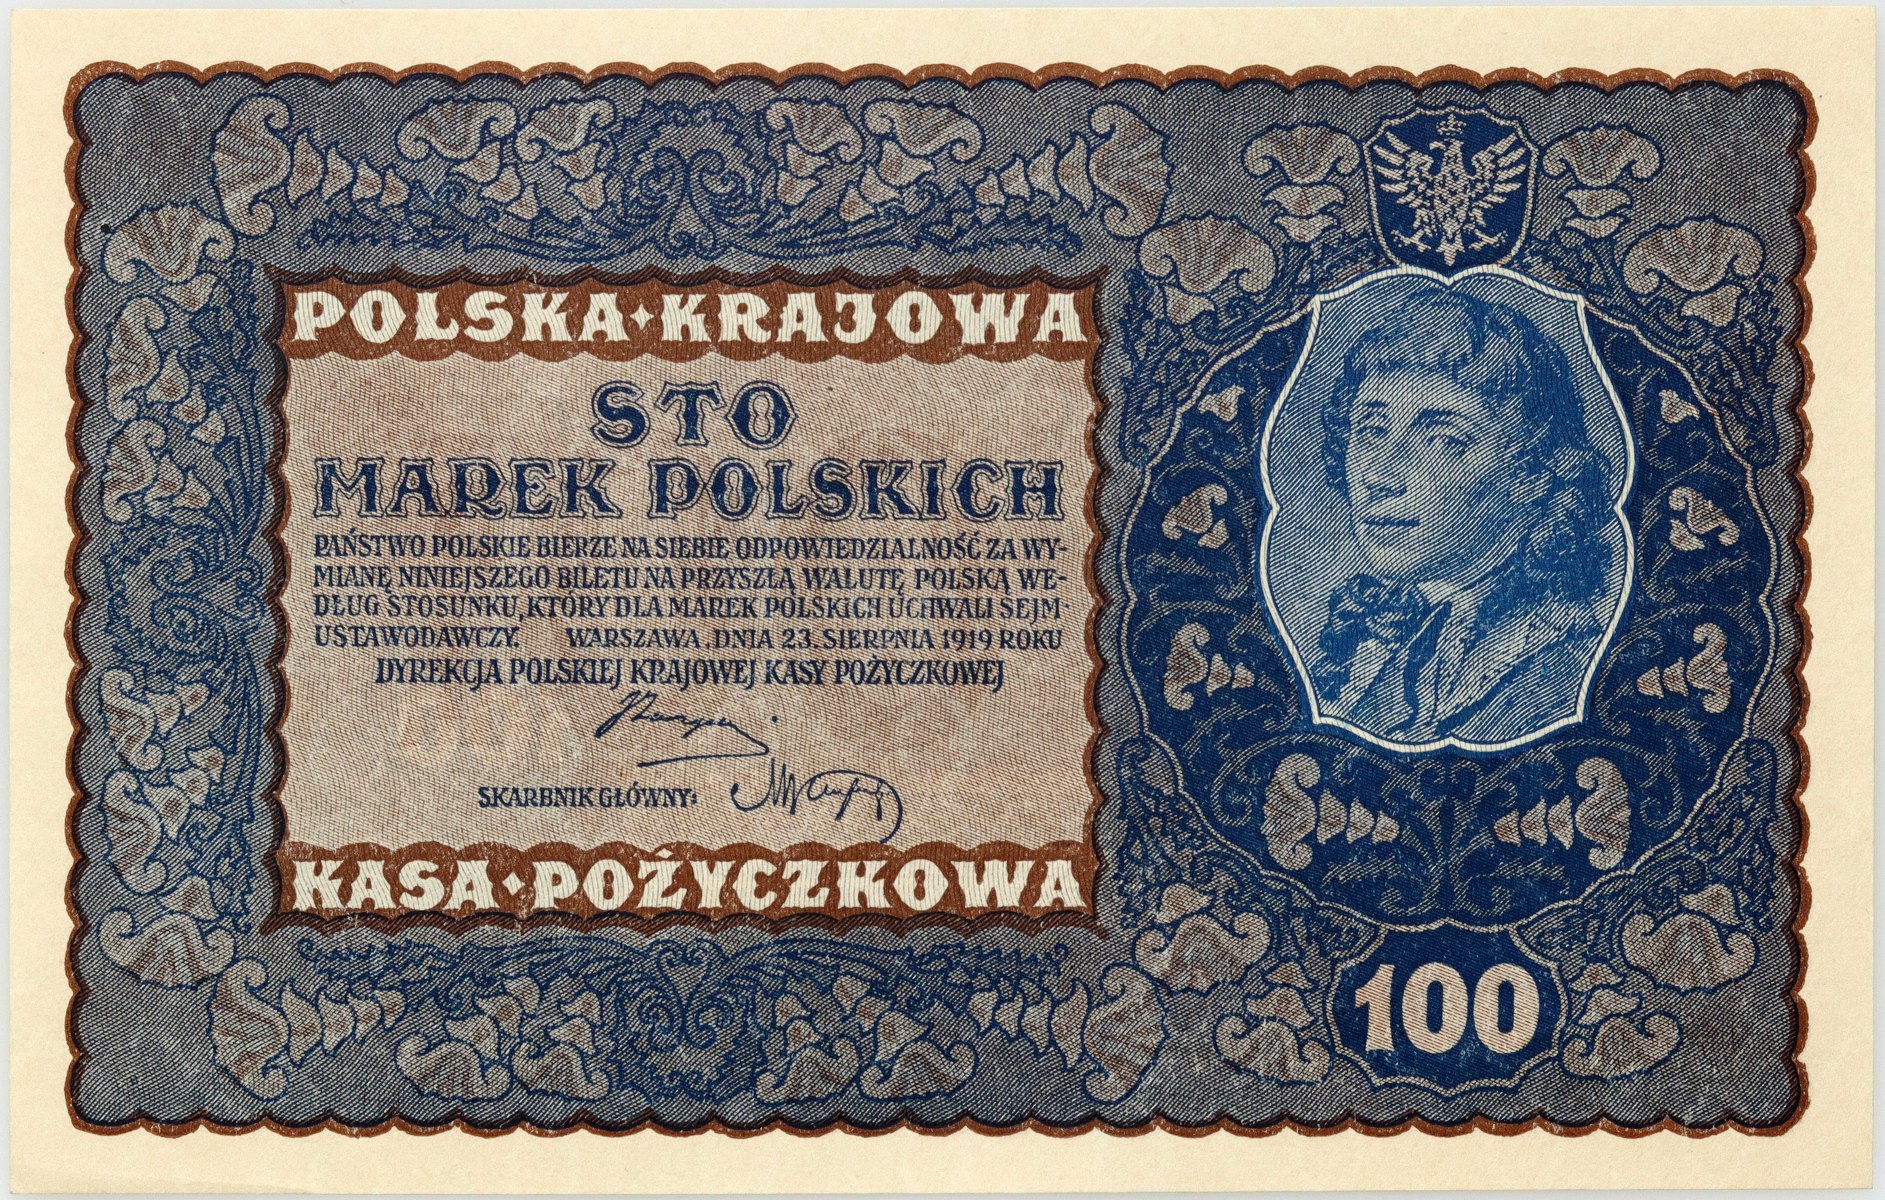 POLSKA·KRAJOWA
STO
MAREK POLSKICH
PAŃSTWO POLSKIE BIERZE NA SIEBIE ODPOWIEDZIALNOŚĆ ZA WY-
MIANĘ NINIEJSZEGO BILETU NA PRZYSZŁĄ WALUTĘ POLSKĄ WE-
DŁUG STOSUNKU, KTÓRY DLA MAREK POLSKICH UCHWALI SEJM·
USTAWODAWCZY. WARSZAWA, DNIA 23. SIERPNIA 1919 ROKU
DYREKCJA POLSKIEJ KRAJOWEJ KASY POŻYCZKOWEJ
SKARBNIK GŁÓWNY:
KASA·POŻYCZKOWA
100